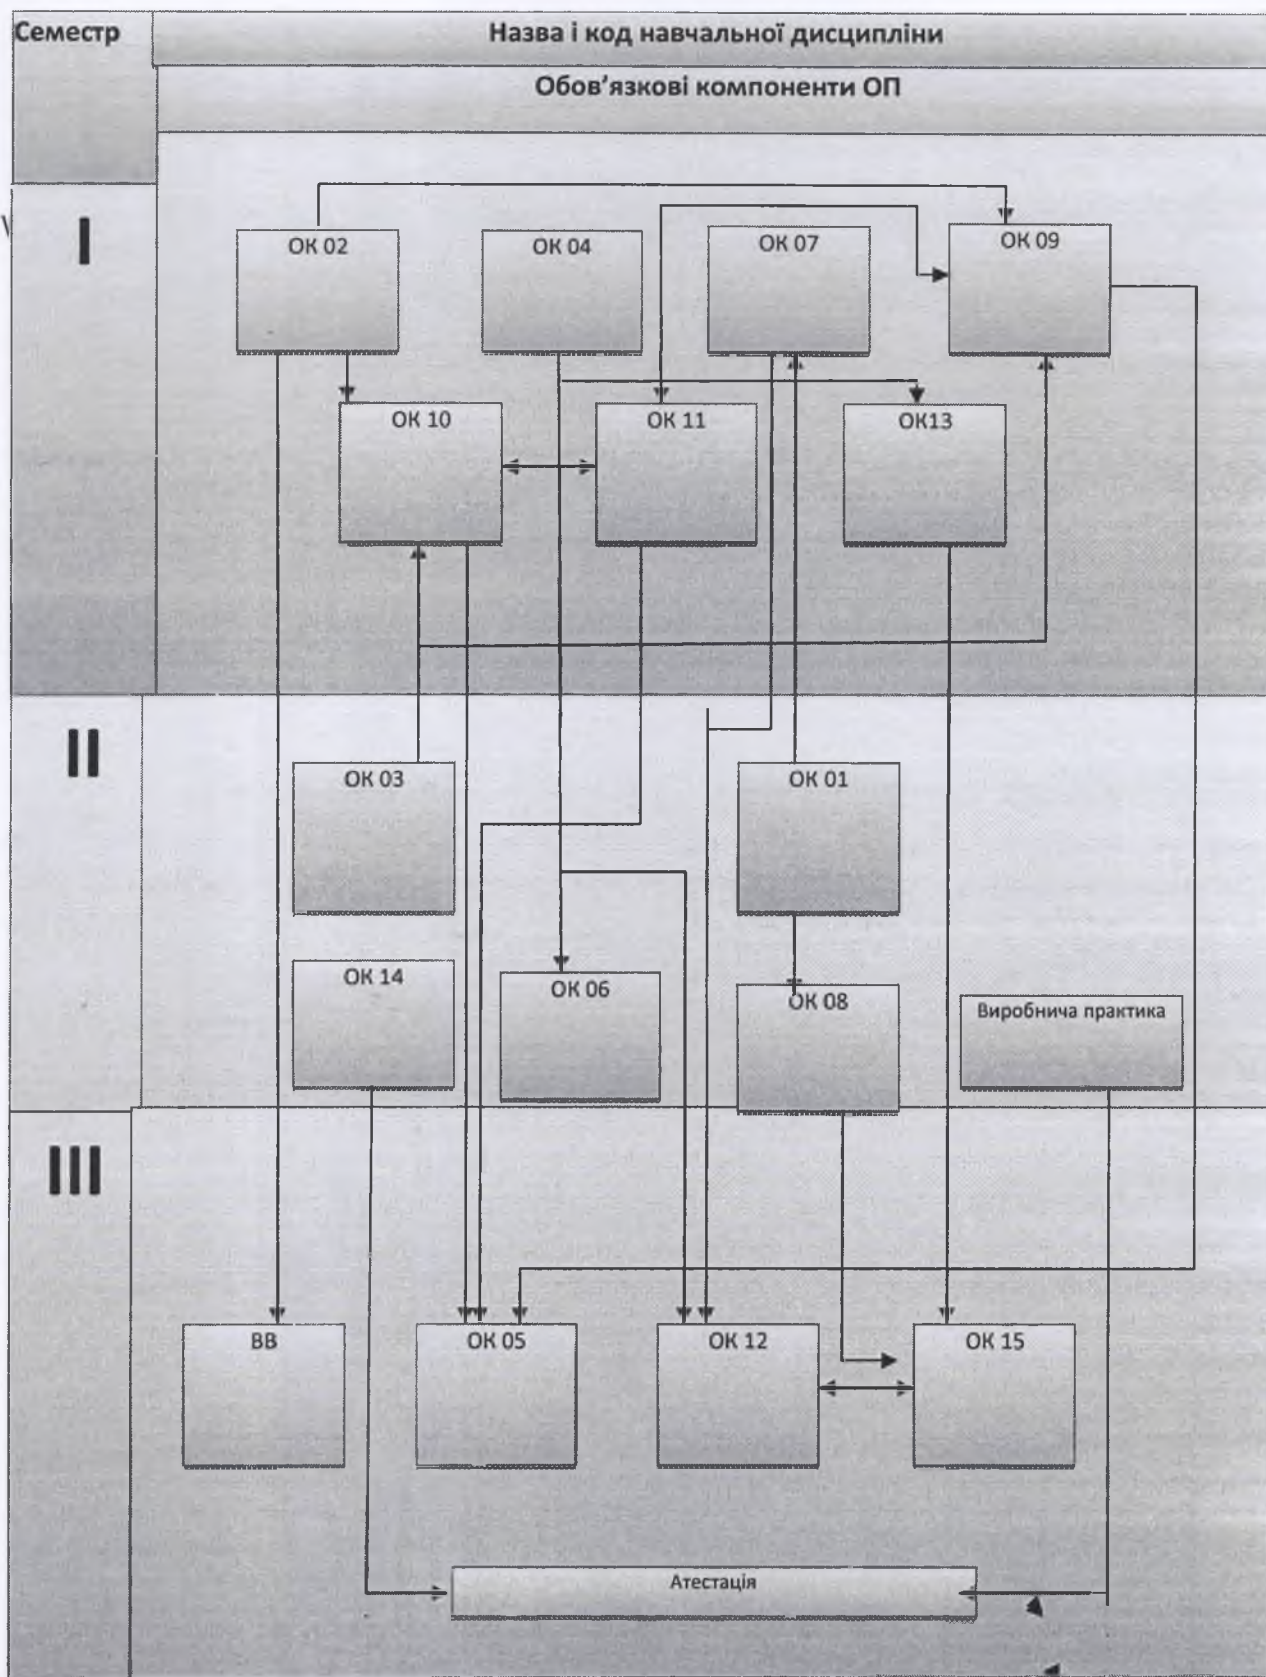 Семестр
Назва і код навчальної дисципліни
Обов'язкові компоненти ОП
I
ОК 02
ОК 04
ОК 07
ОК 09
ОК 10
ОК 11
ОК13
II
ОК 03
ОК 01
ОК 14
ОК 06
ОК 08
Виробнича практика
III
ВВ
ОК 05
ОК 12
ОК 15
Атестація